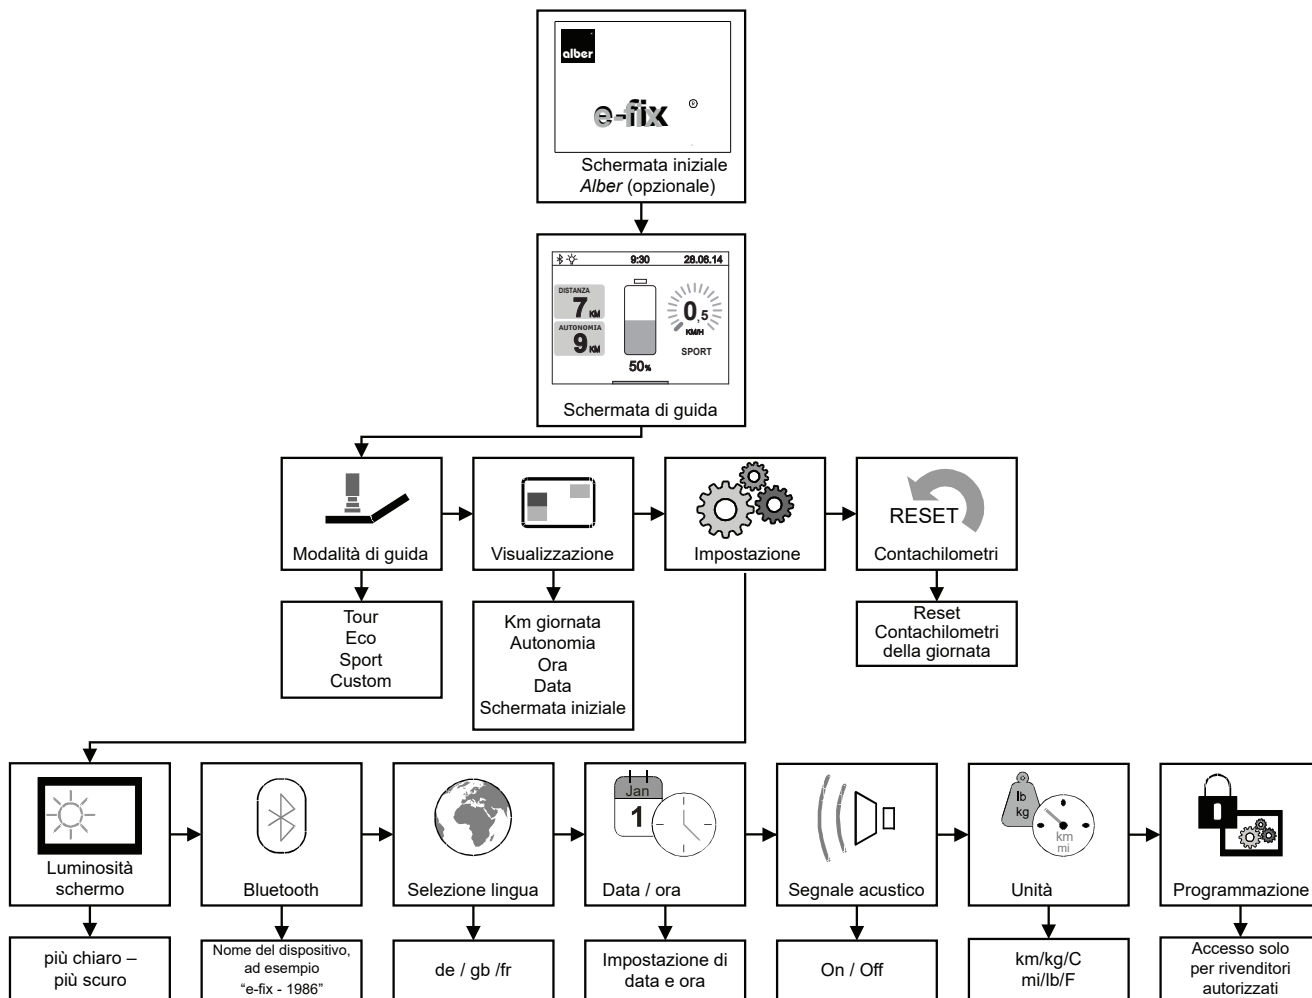 alber
e-fix ®
Schermata iniziale
Alber (opzionale)
9:30 28.08.14
DISTANZA
7 KM
AUTONOMIA
9 KM
50%
0,5
KM/H
SPORT
Schermata di guida
Modalità di guida
Visualizzazione
Impostazione
RESET
Contachilometri
Tour
Eco
Sport
Custom
Km giornata
Autonomia
Ora
Data
Schermata iniziale
Reset
Contachilometri
della giornata
Luminosità
schermo
Bluetooth
Selezione lingua
Jan
1
Data / ora
Segnale acustico
lb
kg
km
mi
Unità
Programmazione
più chiaro –
più scuro
Nome del dispositivo,
ad esempio
“e-fix - 1986”
de / gb /fr
Impostazione di
data e ora
On / Off
km/kg/C
mi/lb/F
Accesso solo
per rivenditori
autorizzati